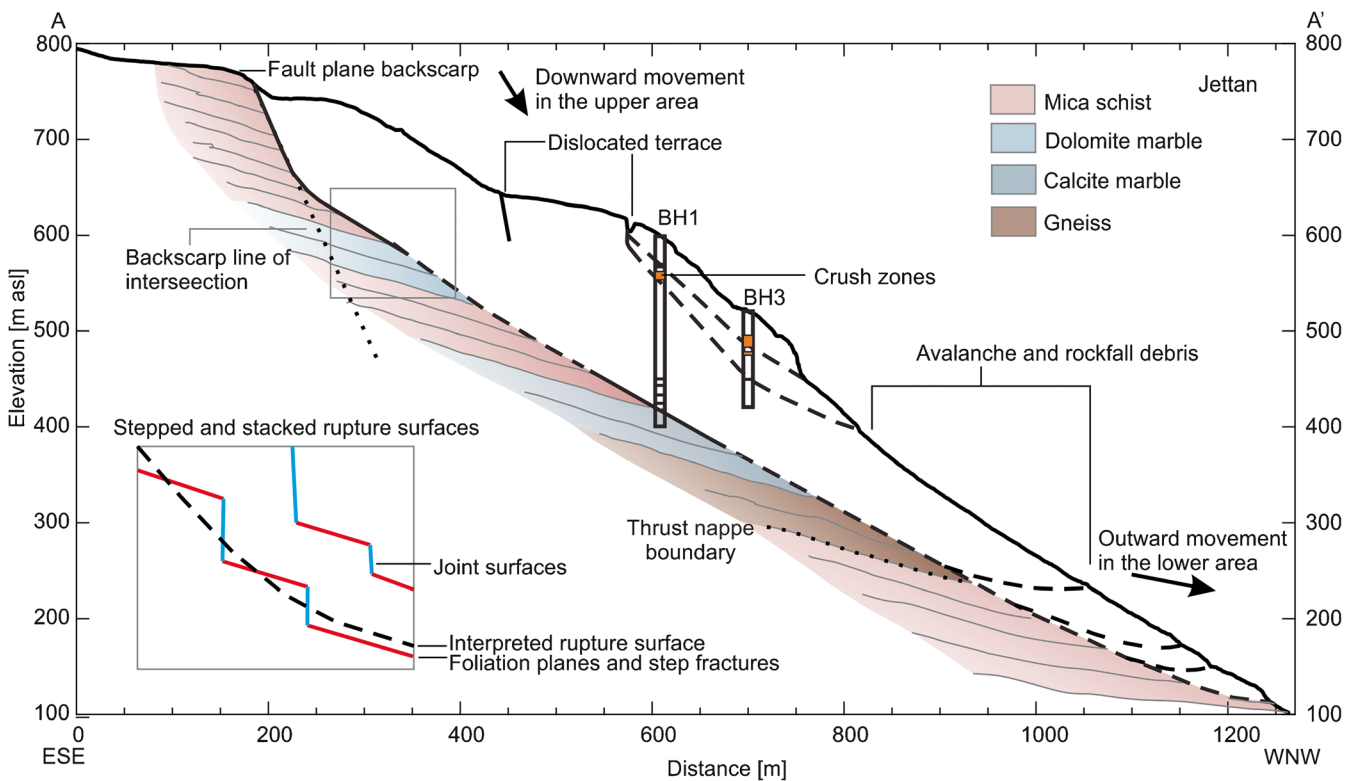 A
A'
800
800
Fault plane backscarp
Downward movement
in the upper area
Jettan
Mica schist
Dolomite marble
Calcite marble
Gneiss
700
700
Dislocated terrace
BH1
600
600
Backscarp line of
interseection
Crush zones
BH3
500
500
Elevation [m asl]
Avalanche and rockfall debris
400
400
Stepped and stacked rupture surfaces
300
300
Thrust nappe
boundary
Outward movement
in the lower area
Joint surfaces
200
200
Interpreted rupture surface
Foliation planes and step fractures
100
100
0
200
400
600
800
1000
1200
ESE
WNW
Distance [m]